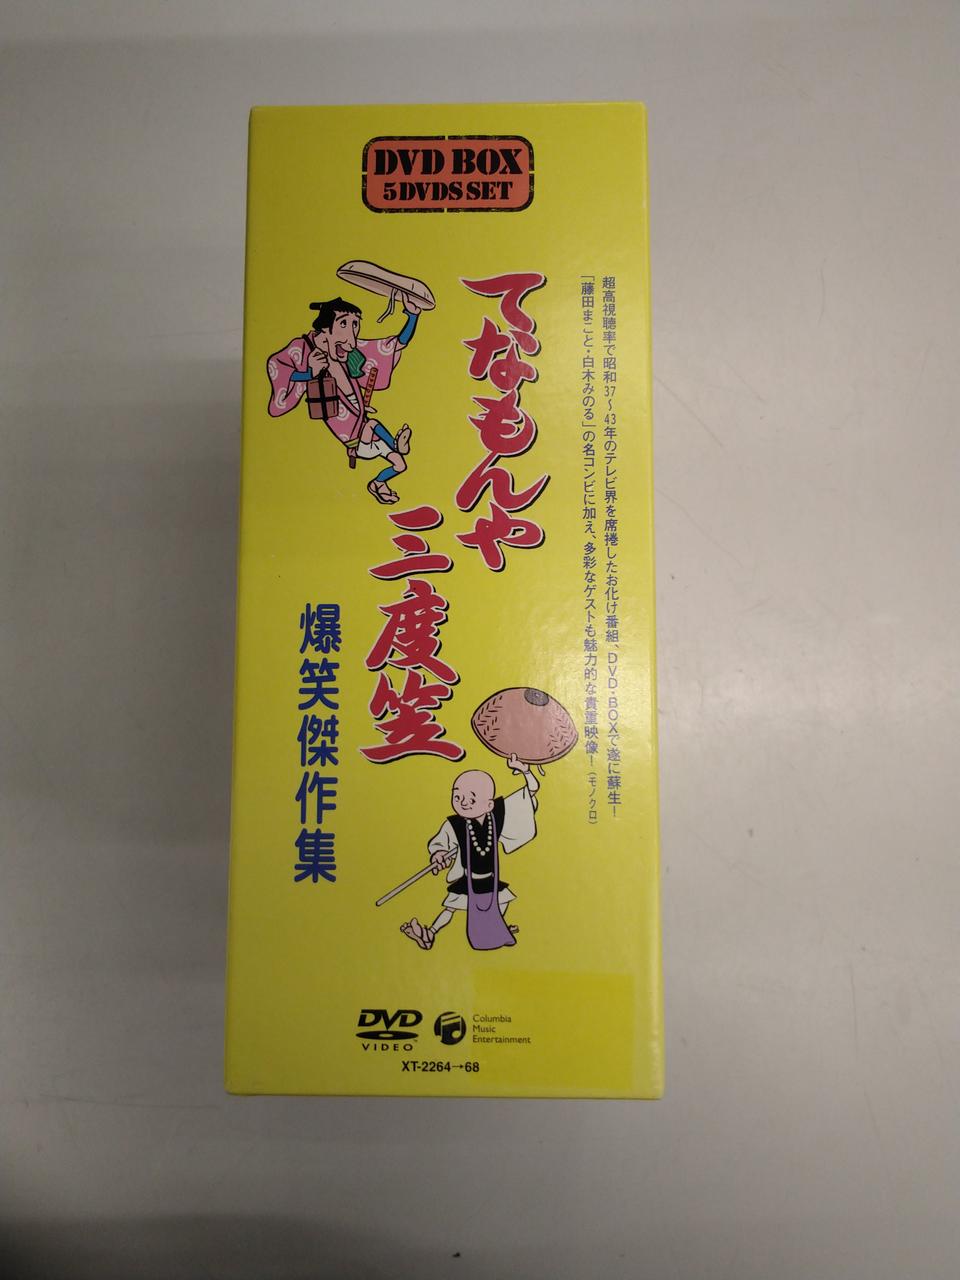 DVD BOX
5DVDS SET
超高視聴率で昭和37～43年のテレビ界を席捲したお化け番組、DVD-BOXで遂に蘇生！
「藤田まこと・白木みのる」の名コンビに加え、多彩なゲストも魅力的な貴重映像！（モノクロ）
てなもんや
三度笠
爆笑傑作集
DVD
VIDEO
Columbia
Music
Entertainment
XT-2264→68